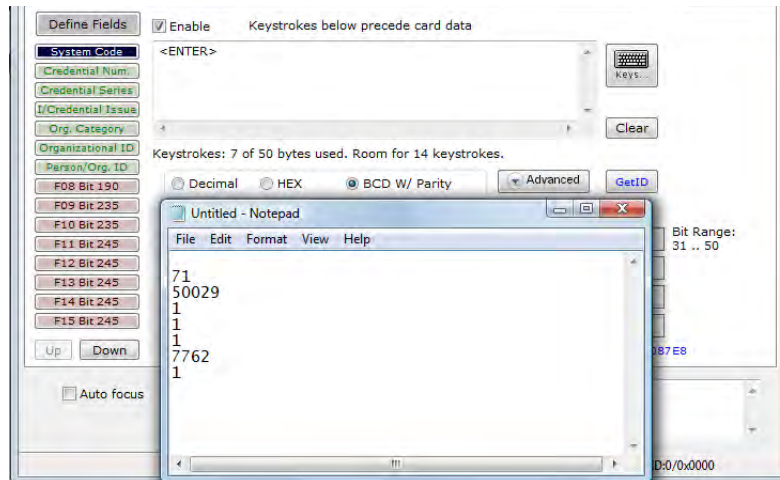 Define Fields
Enable Keystrokes below precede card data
System Code
Credential Num.
Credential Series
I/Credential Issue
Org. Category
Organizational ID
Person/Org. ID
F08 Bit 190
F09 Bit 235
F10 Bit 235
F11 Bit 245
F12 Bit 245
F13 Bit 245
F14 Bit 245
F15 Bit 245
Up Down
<ENTER>
Keys...
Clear
Keystrokes: 7 of 50 bytes used. Room for 14 keystrokes.
Decimal HEX BCD W/ Parity Advanced GetID
Untitled - Notepad
File Edit Format View Help
71
50029
1
1
1
7762
1
Bit Range:
31 .. 50
087E8
Auto focus
D:0/0x0000